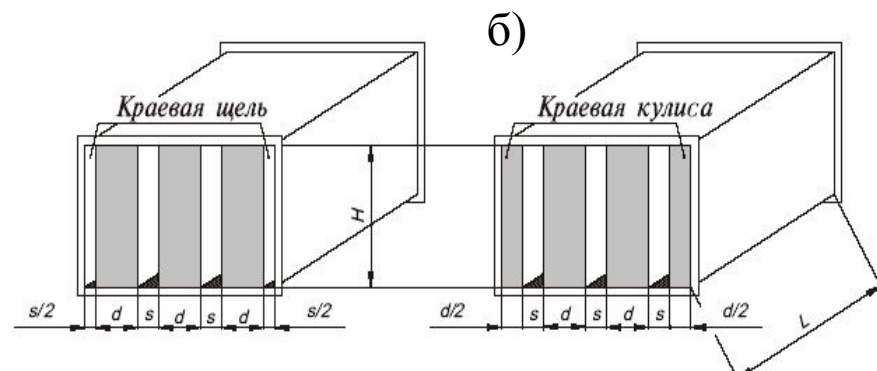 б)
Краевая щель
Краевая кулиса
H
s/2 d s d s d s/2
d/2 s d s d s d/2
L